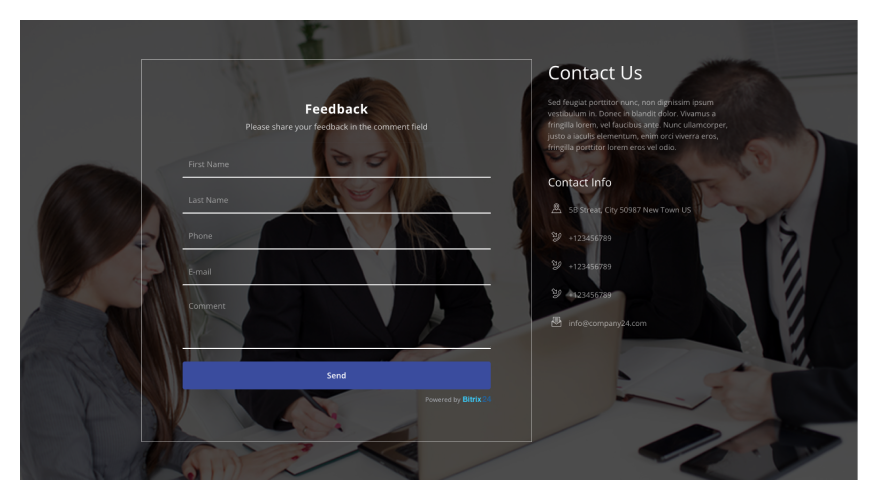 Feedback
Please share your feedback in the comment field
First Name
Last Name
Phone
E-mail
Comment
Send
Powered by Bitrix24
Contact Us
Sed feugiat porttitor nunc, non dignissim ipsum
vestibulum in. Donec in blandit dolor. Vivamus a
fringilla lorem, vel faucibus ante. Nunc ullamcorper,
justo a iaculis elementum, enim orci viverra eros,
fringilla porttitor lorem eros vel odio.
Contact Info
5B Streat, City 50987 New Town US
+123456789
+123456789
+123456789
info@company24.com